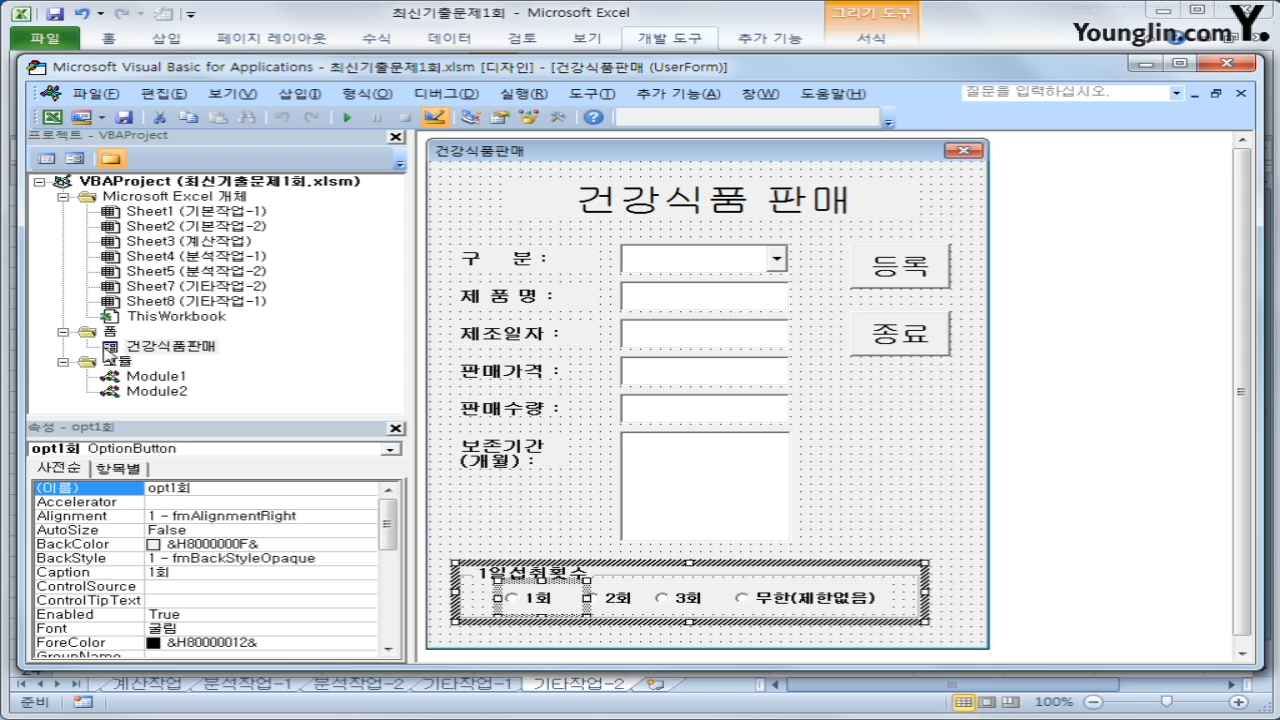 최신기출문제1회 - Microsoft Excel
그리기 도구
파일 홈 삽입 페이지 레이아웃 수식 데이터 검토 보기 개발 도구 추가 기능 서식
Younglin.com Y.
Microsoft Visual Basic for Applications - 최신기출문제1회.xlsm [디자인] - [건강식품판매 (UserForm)]
파일(F) 편집(E) 보기(V) 삽입(I) 형식(O) 디버그(D) 실행(R) 도구(T) 추가 기능(A) 창(W) 도움말(H) 질문을 입력하십시오.
프로젝트 - VBAProject
VBAProject (최신기출문제1회.xlsm)
Microsoft Excel 개체
Sheet1 (기본작업-1)
Sheet2 (기본작업-2)
Sheet3 (계산작업)
Sheet4 (분석작업-1)
Sheet5 (분석작업-2)
Sheet7 (기타작업-2)
Sheet8 (기타작업-1)
ThisWorkbook
폼
건강식품판매
Module1
Module2
속성 - opt1회
opt1회 OptionButton
사전순 항목별
(이름) opt1회
Accelerator
Alignment 1 - fmAlignmentRight
AutoSize False
BackColor &H8000000F&
BackStyle 1 - fmBackStyleOpaque
Caption 1회
ControlSource
ControlTipText
Enabled True
Font 굴림
ForeColor &H80000012&
GroupName
건강식품판매
건강식품 판매
구 분 :
제 품 명 :
제조일자 :
판매가격 :
판매수량 :
보존기간
(개월) :
등록
종료
1일섭취횟수
1회 2회 3회 무한(제한없음)
계산작업 분석작업-1 분석작업-2 기타작업-1 기타작업-2
준비 100%